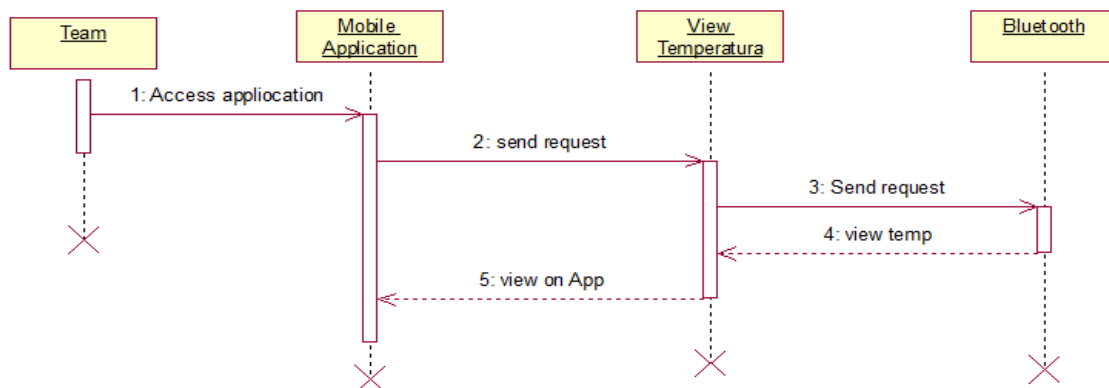 Team
Mobile
Application
View
Temperatura
Bluetooth
1: Access appliocation
2: send request
3: Send request
4: view temp
5: view on App